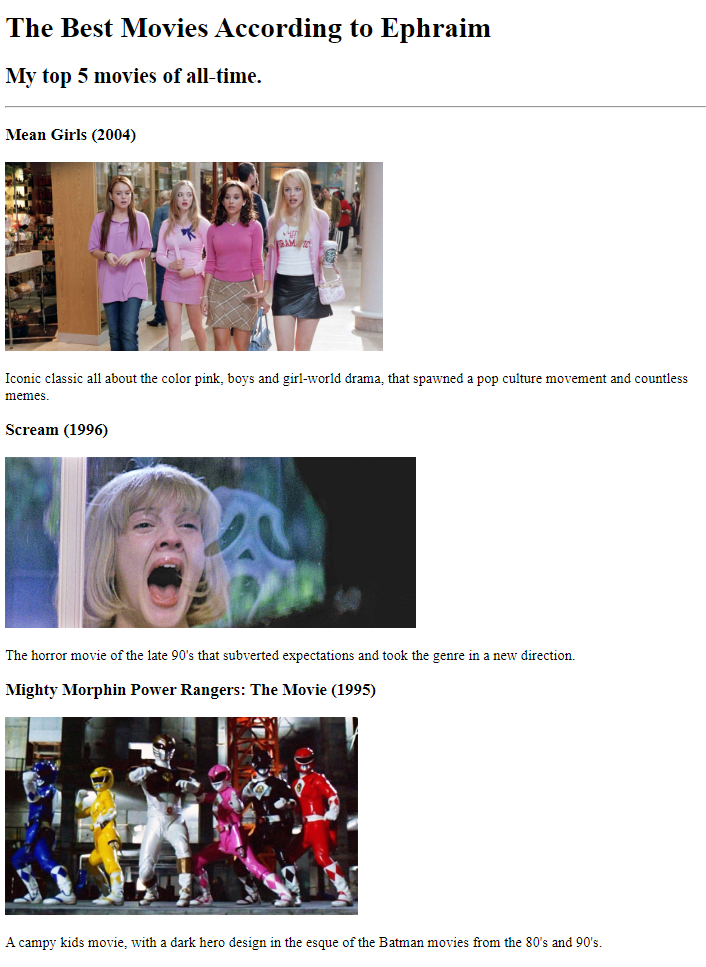 The Best Movies According to Ephraim
My top 5 movies of all-time.
Mean Girls (2004)
Iconic classic all about the color pink, boys and girl-world drama, that spawned a pop culture movement and countless
memes.
Scream (1996)
The horror movie of the late 90's that subverted expectations and took the genre in a new direction.
Mighty Morphin Power Rangers: The Movie (1995)
A campy kids movie, with a dark hero design in the esque of the Batman movies from the 80's and 90's.